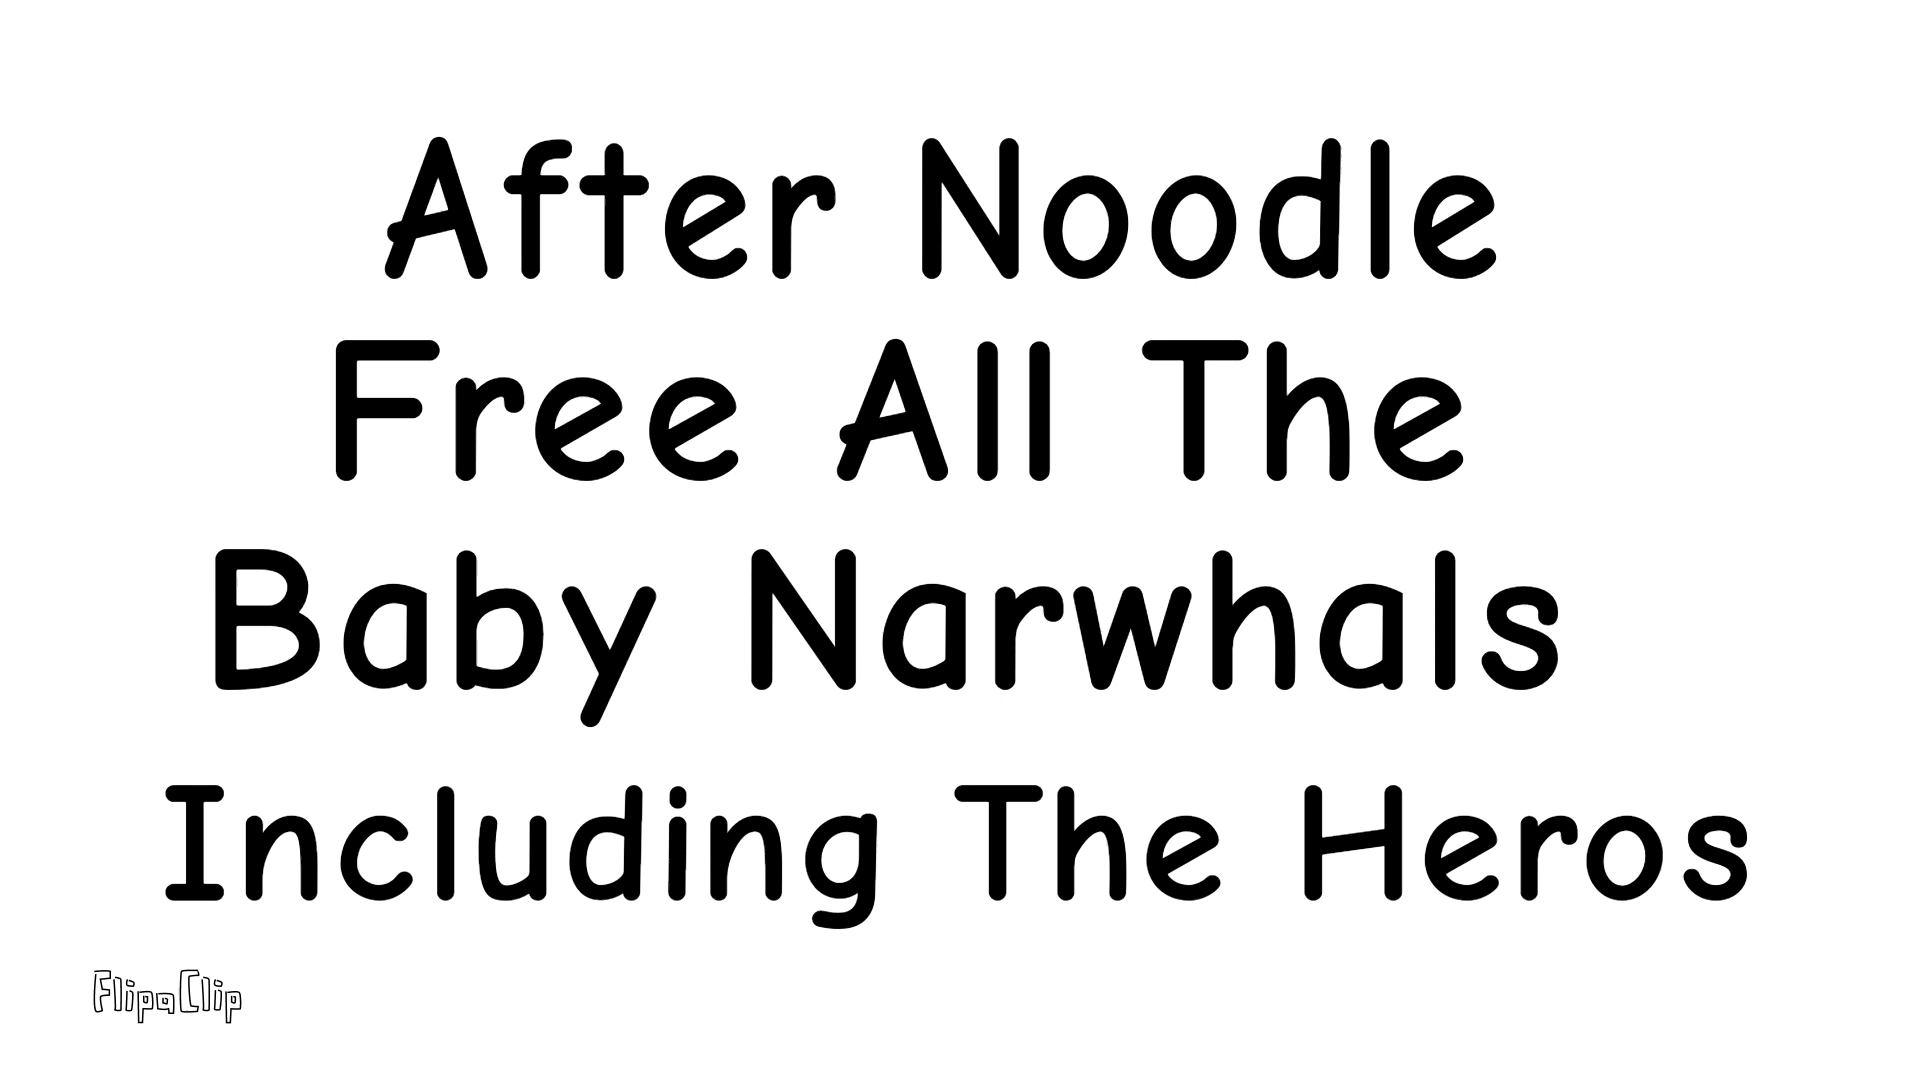 After Noodle
Free All The
Baby Narwhals
Including The Heros
FlipaClip